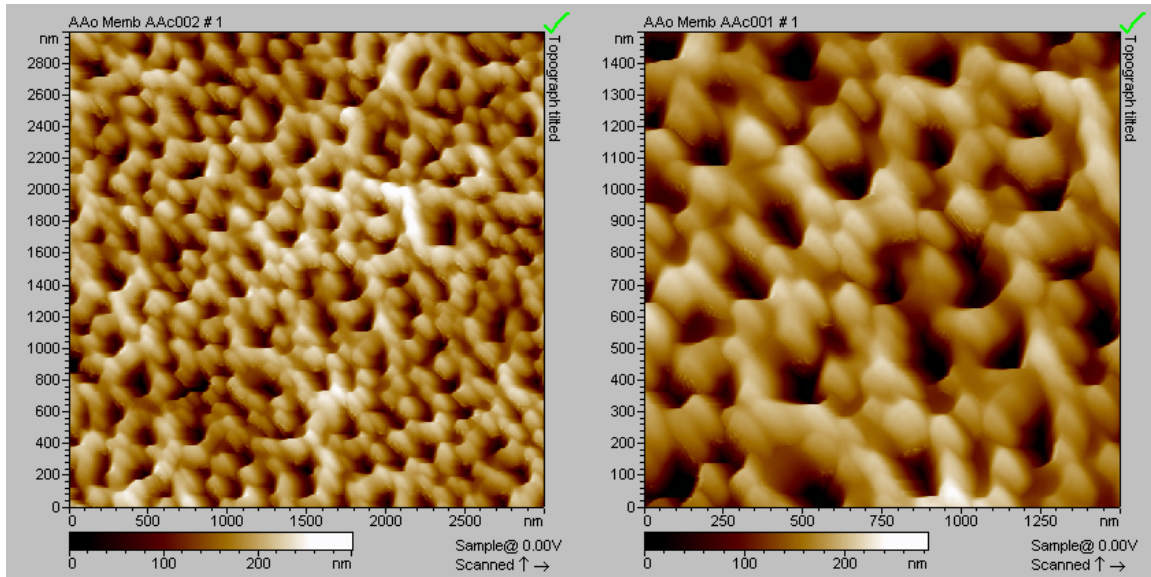 AAo Memb AAc002 # 1
nm
2800
2600
2400
2200
2000
1800
1600
1400
1200
1000
800
600
400
200
0
0 500 1000 1500 2000 2500 nm
0 100 200 nm
Topograph tilted
Sample@ 0.00V
Scanned ↑ →
AAo Memb AAc001 # 1
nm
1400
1300
1200
1100
1000
900
800
700
600
500
400
300
200
100
0
0 250 500 750 1000 1250 nm
0 100 200 nm
Topograph tilted
Sample@ 0.00V
Scanned ↑ →